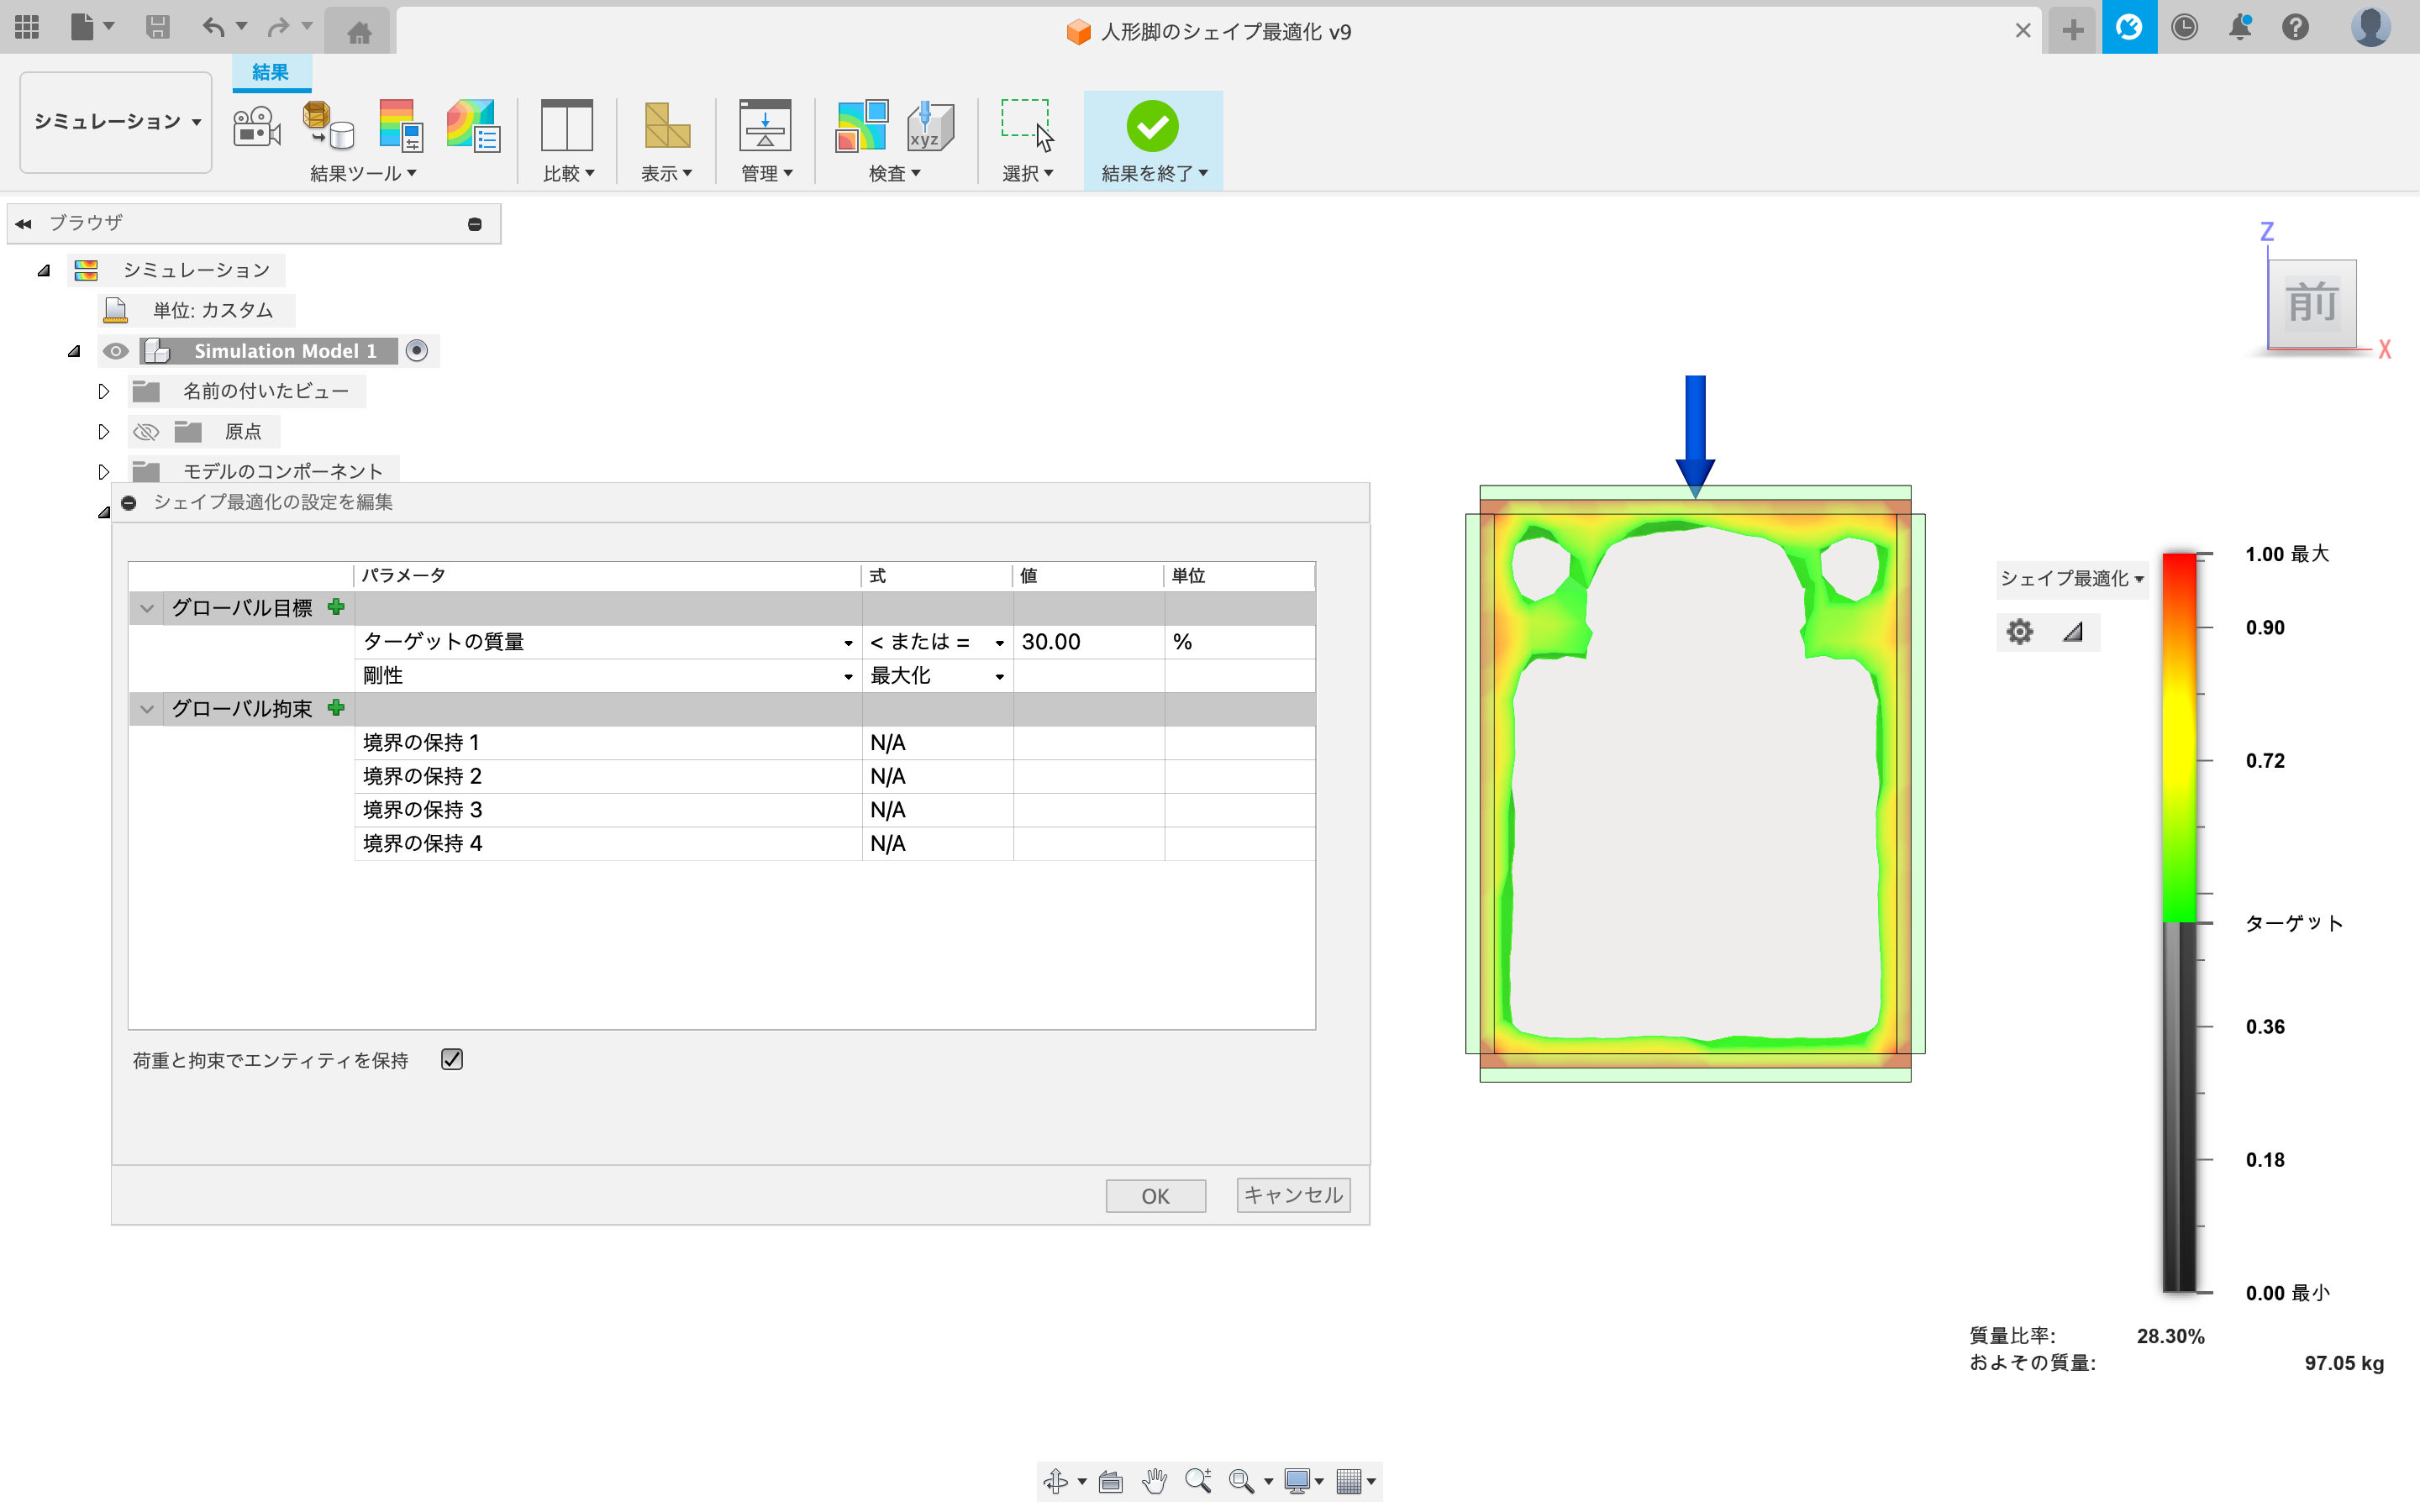 人形脚のシェイプ最適化 v9
結果
シミュレーション
xyz
結果ツール
比較
表示
管理
検査
選択
結果を終了
ブラウザ
シミュレーション
単位: カスタム
Simulation Model 1
名前の付いたビュー
原点
モデルのコンポーネント
シェイプ最適化の設定を編集
パラメータ 式 値 単位
グローバル目標
ターゲットの質量 < または = 30.00 %
剛性 最大化
グローバル拘束
境界の保持 1 N/A
境界の保持 2 N/A
境界の保持 3 N/A
境界の保持 4 N/A
荷重と拘束でエンティティを保持
OK キャンセル
Z
前
X
シェイプ最適化
1.00 最大
0.90
0.72
ターゲット
0.36
0.18
0.00 最小
質量比率: 28.30%
おおよその質量: 97.05 kg